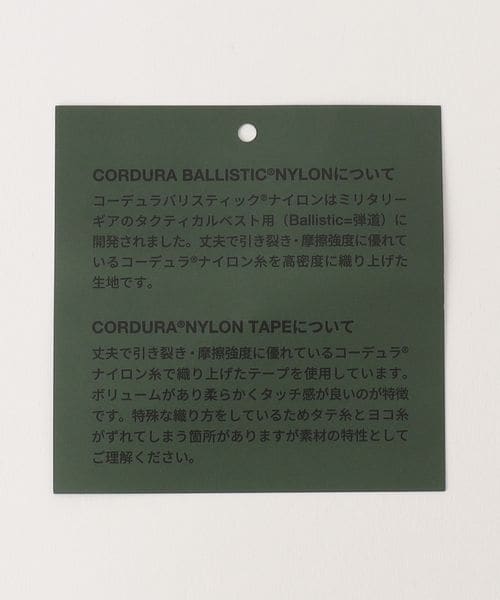 CORDURA BALLISTIC®NYLONについて
コーデュラバリスティック®ナイロンはミリタリー
ギアのタクティカルベスト用（Ballistic=弾道）に
開発されました。丈夫で引き裂き・摩擦強度に優れて
いるコーデュラ®ナイロン糸を高密度に織り上げた
生地です。
CORDURA®NYLON TAPEについて
丈夫で引き裂き・摩擦強度に優れているコーデュラ®
ナイロン糸で織り上げたテープを使用しています。
ボリュームがあり柔らかくタッチ感が良いのが特徴
です。特殊な織り方をしているためタテ糸とヨコ糸
がずれてしまう箇所がありますが素材の特性として
ご理解ください。